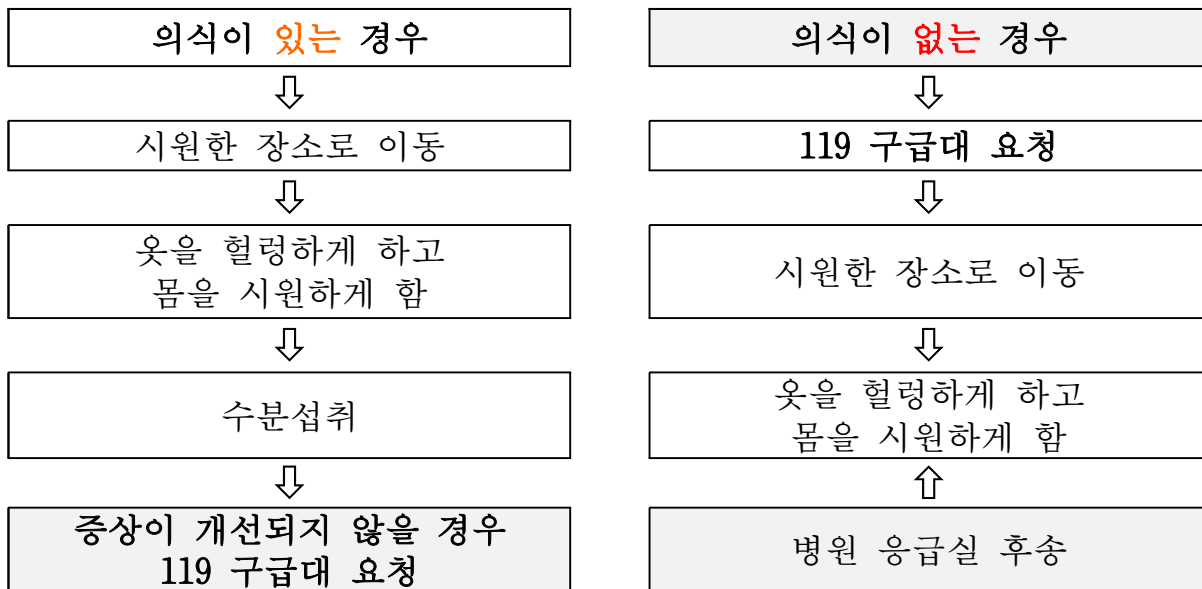 의식이 있는 경우
시원한 장소로 이동
옷을 헐렁하게 하고
몸을 시원하게 함
수분섭취
증상이 개선되지 않을 경우
119 구급대 요청
의식이 없는 경우
119 구급대 요청
시원한 장소로 이동
옷을 헐렁하게 하고
몸을 시원하게 함
병원 응급실 후송